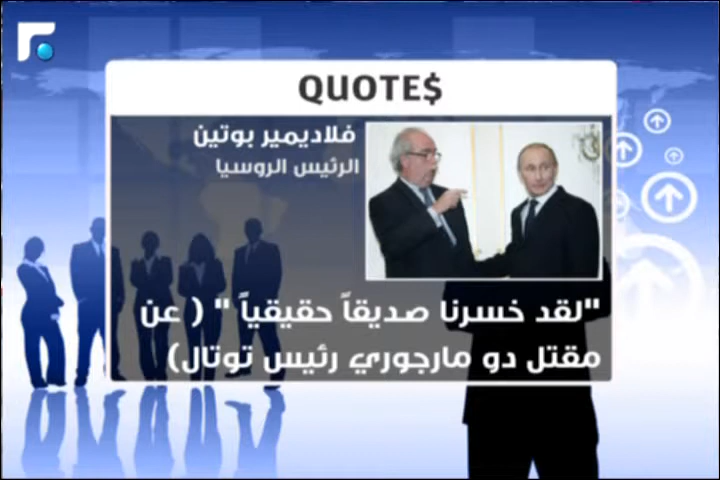 QUOTE$
فلاديمير بوتين
الرئيس الروسيا
"لقد خسرنا صديقاً حقيقياً " ( عن
مقتل دو مارجوري رئيس توتال)